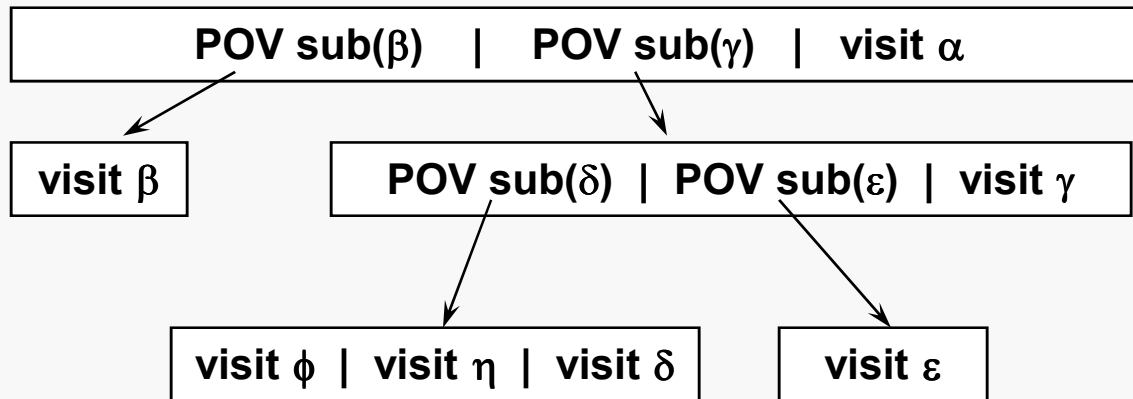 POV sub(β) | POV sub(γ) | visit α
visit β
POV sub(δ) | POV sub(ε) | visit γ
visit ϕ | visit η | visit δ
visit ε